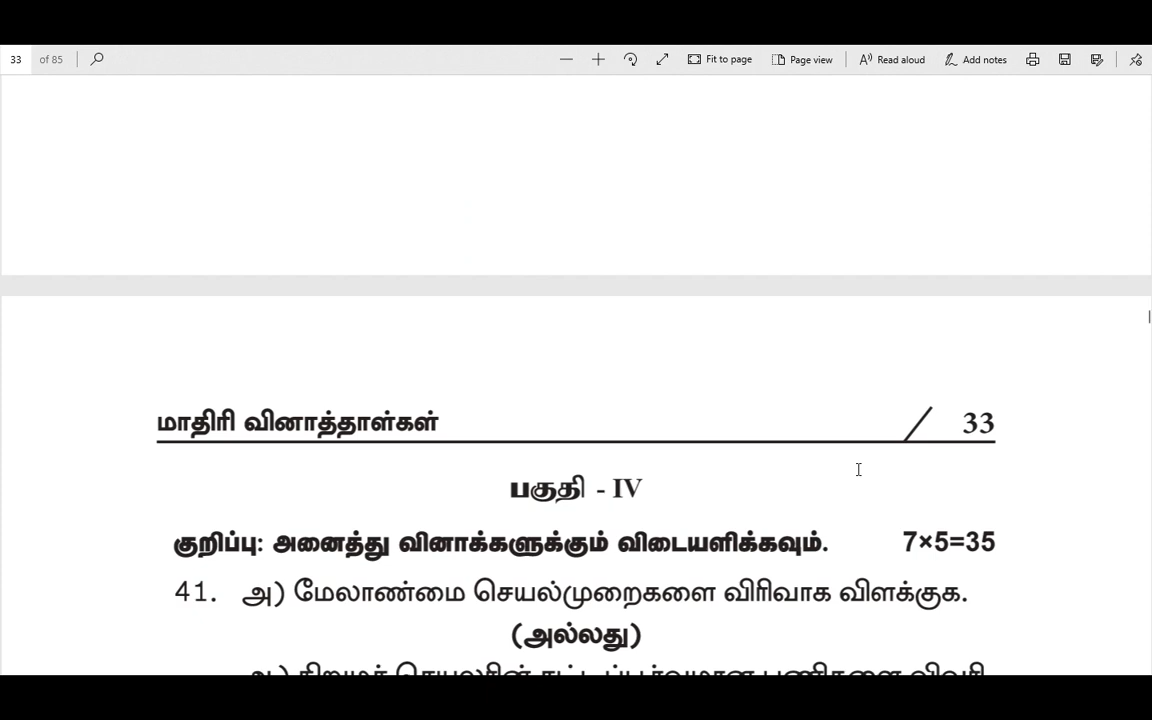 33 of 85 Fit to page Page view Read aloud Add notes
மாதிரி வினாத்தாள்கள் 33
பகுதி - IV
குறிப்பு: அனைத்து வினாக்களுக்கும் விடையளிக்கவும். 7×5=35
41. அ) மேலாண்மை செயல்முறைகளை விரிவாக விளக்குக.
(அல்லது)